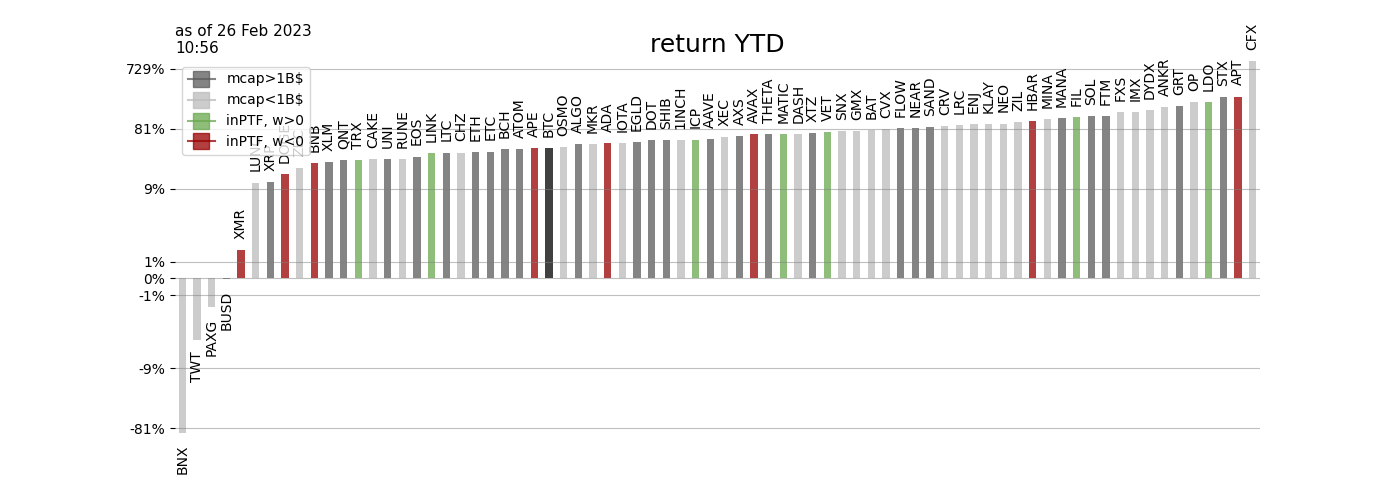 as of 26 Feb 2023
10:56
return YTD
mcap>1B$
mcap<1B$
inPTF, w>0
inPTF, w<0
729%
81%
9%
1%
0%
-1%
-9%
-81%
BNX
TWT
PAXG
BUSD
XMR
XRP
BNB
XLM
QNT
TRX
CAKE
UNI
RUNE
EOS
LINK
LTC
CHZ
ETH
ETC
BCH
ATOM
APE
BTC
OSMO
ALGO
MKR
ADA
IOTA
EGLD
DOT
SHIB
1INCH
ICP
AAVE
XEC
AXS
AVAX
THETA
MATIC
DASH
XTZ
VET
SNX
GMX
BAT
CVX
FLOW
NEAR
SAND
CRV
LRC
ENJ
KLAY
NEO
ZIL
HBAR
MINA
MANA
FIL
SOL
FTM
FXS
IMX
DYDX
ANKR
GRT
OP
LDO
STX
APT
CFX